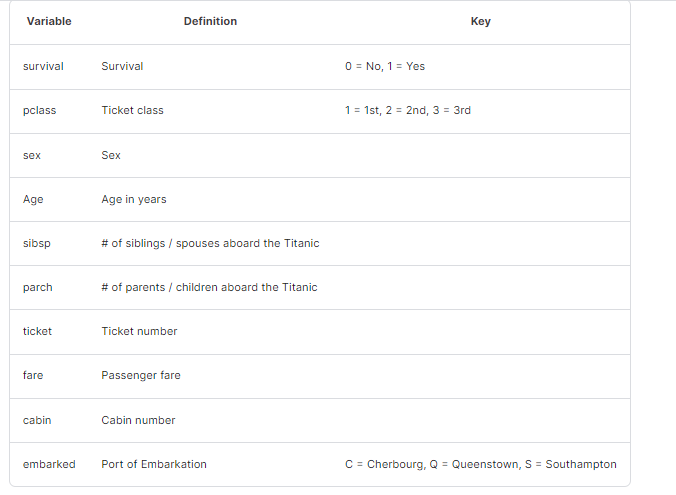 Variable Definition Key
survival Survival 0 = No, 1 = Yes
pclass Ticket class 1 = 1st, 2 = 2nd, 3 = 3rd
sex Sex
Age Age in years
sibsp # of siblings / spouses aboard the Titanic
parch # of parents / children aboard the Titanic
ticket Ticket number
fare Passenger fare
cabin Cabin number
embarked Port of Embarkation C = Cherbourg, Q = Queenstown, S = Southampton